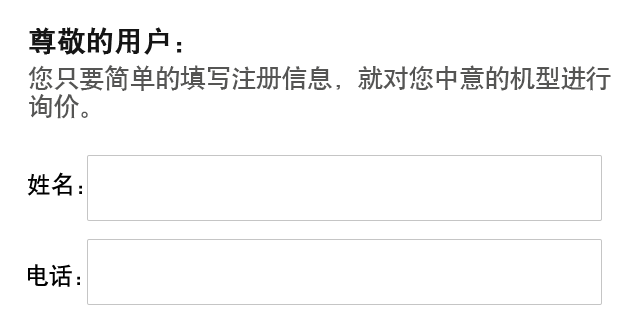 尊敬的用户：
您只要简单的填写注册信息，就对您中意的机型进行
询价。
姓名：
电话：